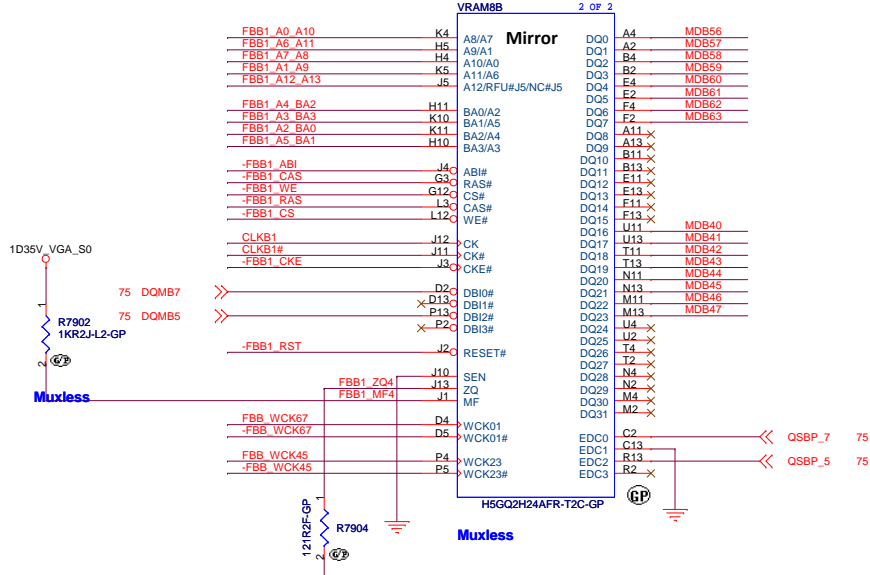 VRAM8B 2 OF 2
Mirror
FBB1_A0_A10 K4 A8/A7 DQ0 A4 MDB56
FBB1_A6_A11 H5 A9/A1 DQ1 A2 MDB57
FBB1_A7_A8 H4 A10/A0 DQ2 B4 MDB58
FBB1_A1_A9 K5 A11/A6 DQ3 B2 MDB59
FBB1_A12_A13 J5 A12/RFU#J5/NC#J5 DQ4 E4 MDB60
DQ5 E2 MDB61
FBB1_A4_BA2 H11 BA0/A2 DQ6 F4 MDB62
FBB1_A3_BA3 K10 BA1/A5 DQ7 F2 MDB63
FBB1_A2_BA0 K11 BA2/A4 DQ8 A11
FBB1_A5_BA1 H10 BA3/A3 DQ9 A13
DQ10 B11
-FBB1_ABI J4 ABI# DQ11 B13
-FBB1_CAS G3 RAS# DQ12 E11
-FBB1_WE G12 CS# DQ13 E13
-FBB1_RAS L3 CAS# DQ14 F11
-FBB1_CS L12 WE# DQ15 F13
DQ16 U11 MDB40
CLKB1 J12 CK DQ17 U13 MDB41
CLKB1# J11 CK# DQ18 T11 MDB42
-FBB1_CKE J3 CKE# DQ19 T13 MDB43
DQ20 N11 MDB44
75 DQMB7 D2 DBI0# DQ21 N13 MDB45
D13 DBI1# DQ22 M11 MDB46
75 DQMB5 P13 DBI2# DQ23 M13 MDB47
P2 DBI3# DQ24 U4
DQ25 U2
-FBB1_RST J2 RESET# DQ26 T4
DQ27 T2
J10 SEN DQ28 N4
FBB1_ZQ4 J13 ZQ DQ29 N2
FBB1_MF4 J1 MF DQ30 M4
DQ31 M2
FBB_WCK67 D4 WCK01
-FBB_WCK67 D5 WCK01# EDC0 C2 QSBP_7 75
EDC1 C13
FBB_WCK45 P4 WCK23 EDC2 R13 QSBP_5 75
-FBB_WCK45 P5 WCK23# EDC3 R2
H5GQ2H24AFR-T2C-GP
GP
Muxless
1D35V_VGA_S0
1
R7902
1KR2J-L2-GP
2 G/P
Muxless
1
121R2F-GP
R7904
2 G/P